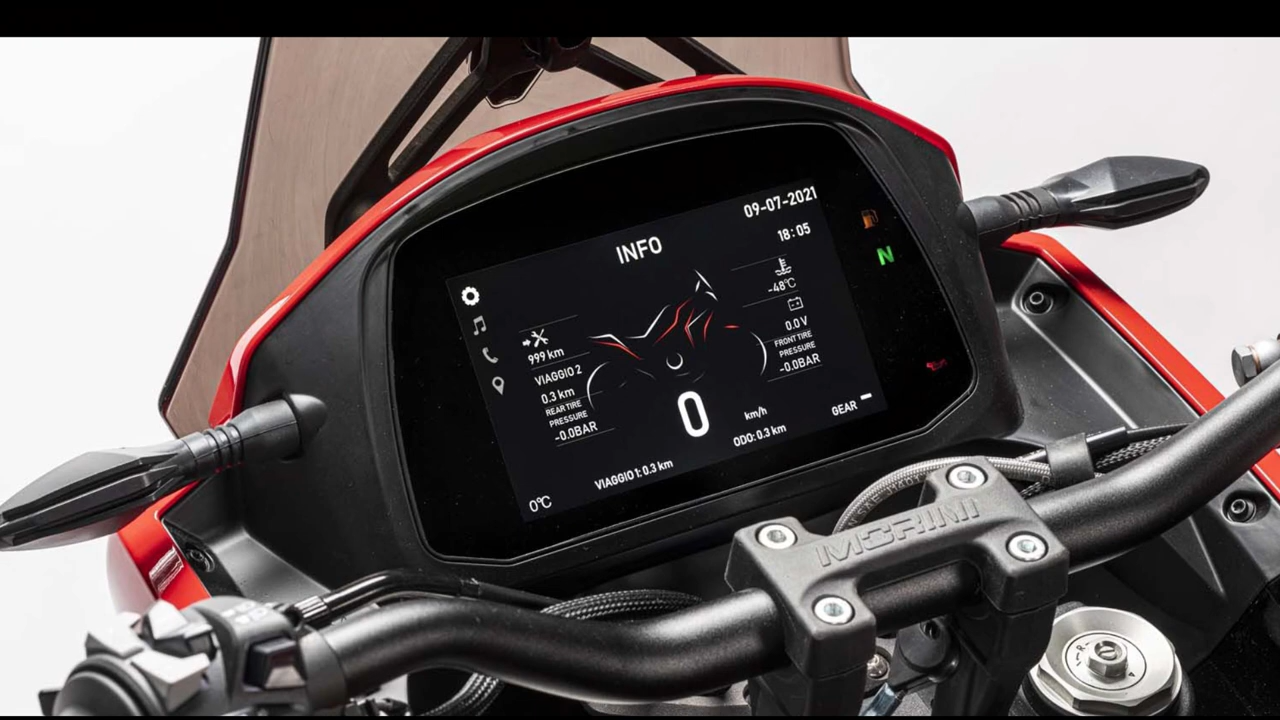 09-07-2021
INFO
18:05
-48°C
999 km
0.0 V
VIAGGIO 2
0.3 km
FRONT TIRE
PRESSURE
-0.0BAR
REAR TIRE
PRESSURE
-0.0BAR
0
km/h
GEAR -
ODO: 0.3 km
VIAGGIO 1: 0.3 km
0°C
N
MORINI